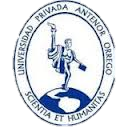 UNIVERSIDAD PRIVADA ANTENOR ORREGO
SCIENTIA ET HUMANITAS